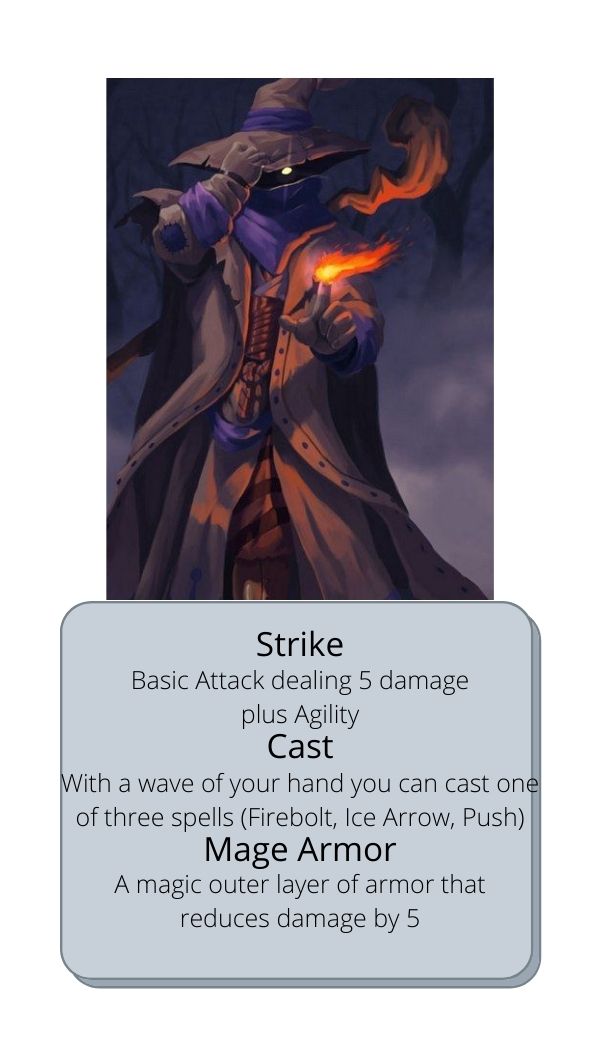 Strike
Basic Attack dealing 5 damage
plus Agility
Cast
With a wave of your hand you can cast one
of three spells (Firebolt, Ice Arrow, Push)
Mage Armor
A magic outer layer of armor that
reduces damage by 5